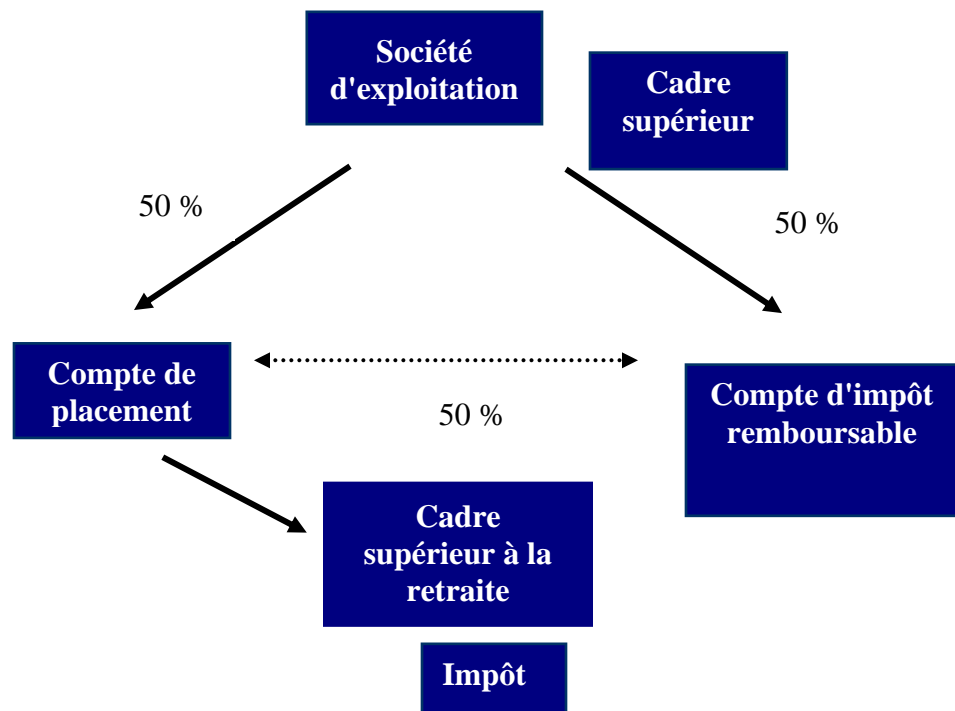 Société
d'exploitation
Cadre
supérieur
50 %
50 %
Compte de
placement
50 %
Compte d'impôt
remboursable
Cadre
supérieur à la
retraite
Impôt